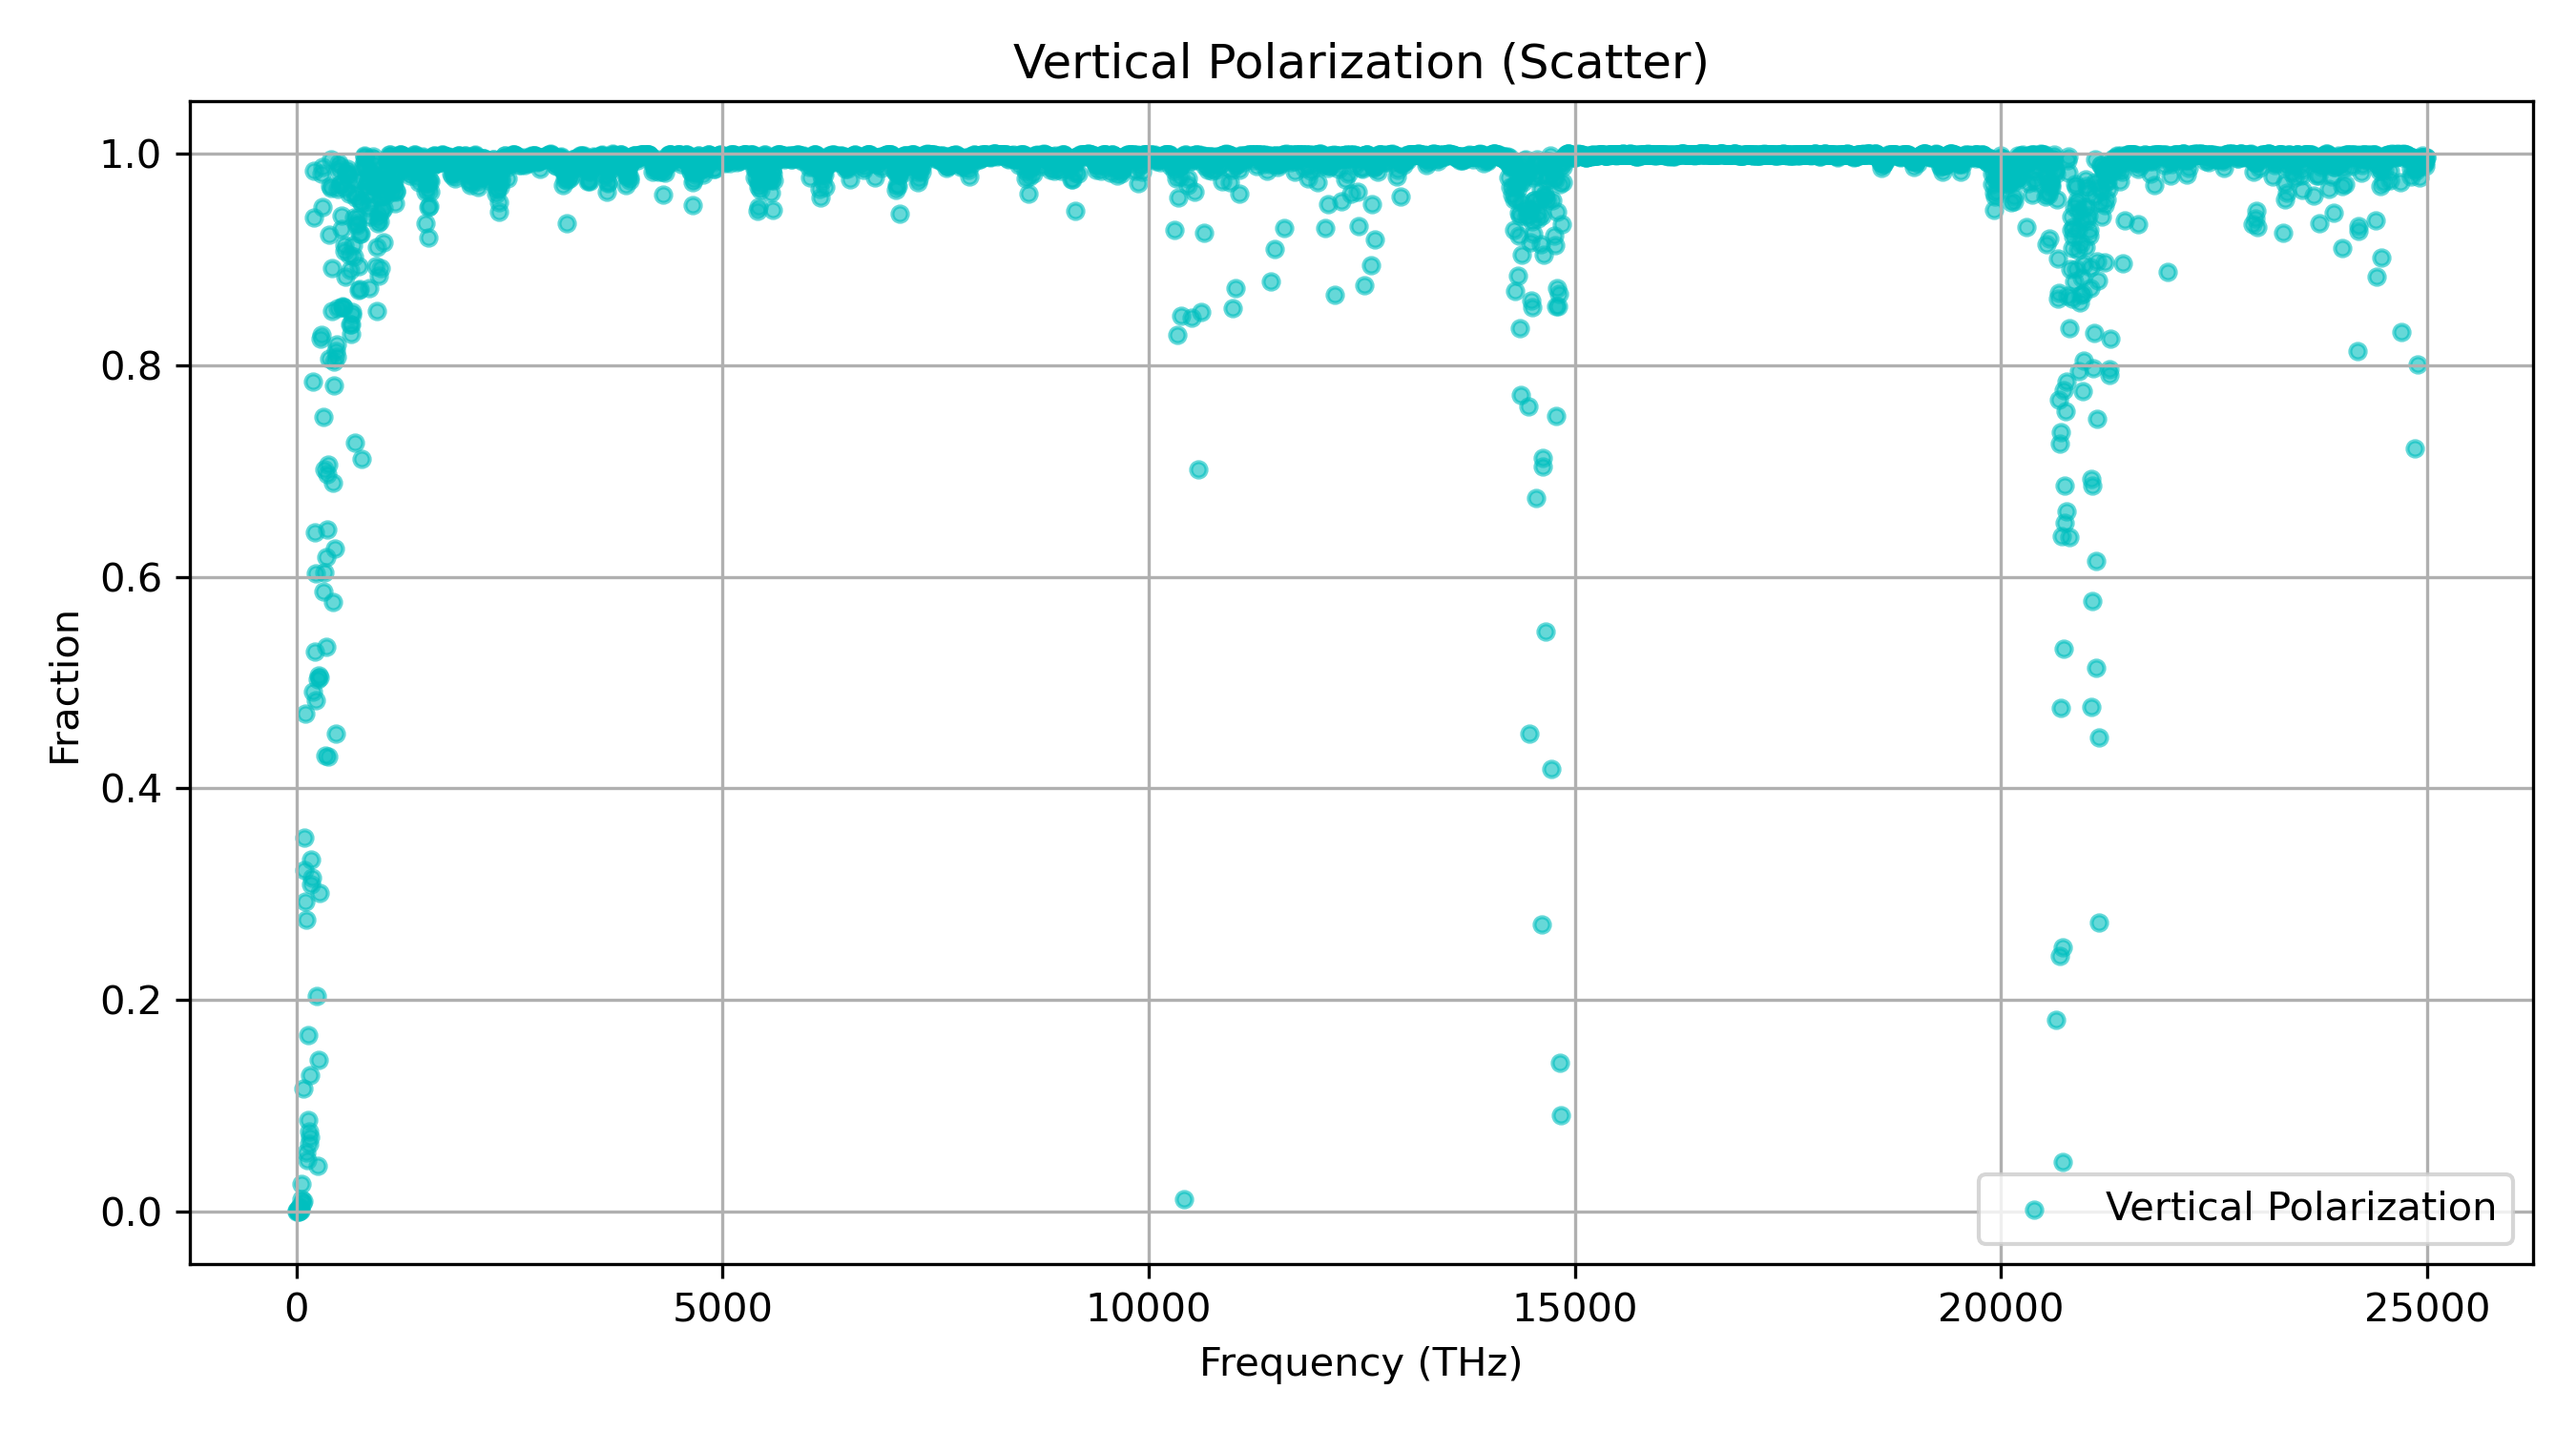 Vertical Polarization (Scatter)
1.0
0.8
0.6
0.4
0.2
0.0
Fraction
Vertical Polarization
0 5000 10000 15000 20000 25000
Frequency (THz)